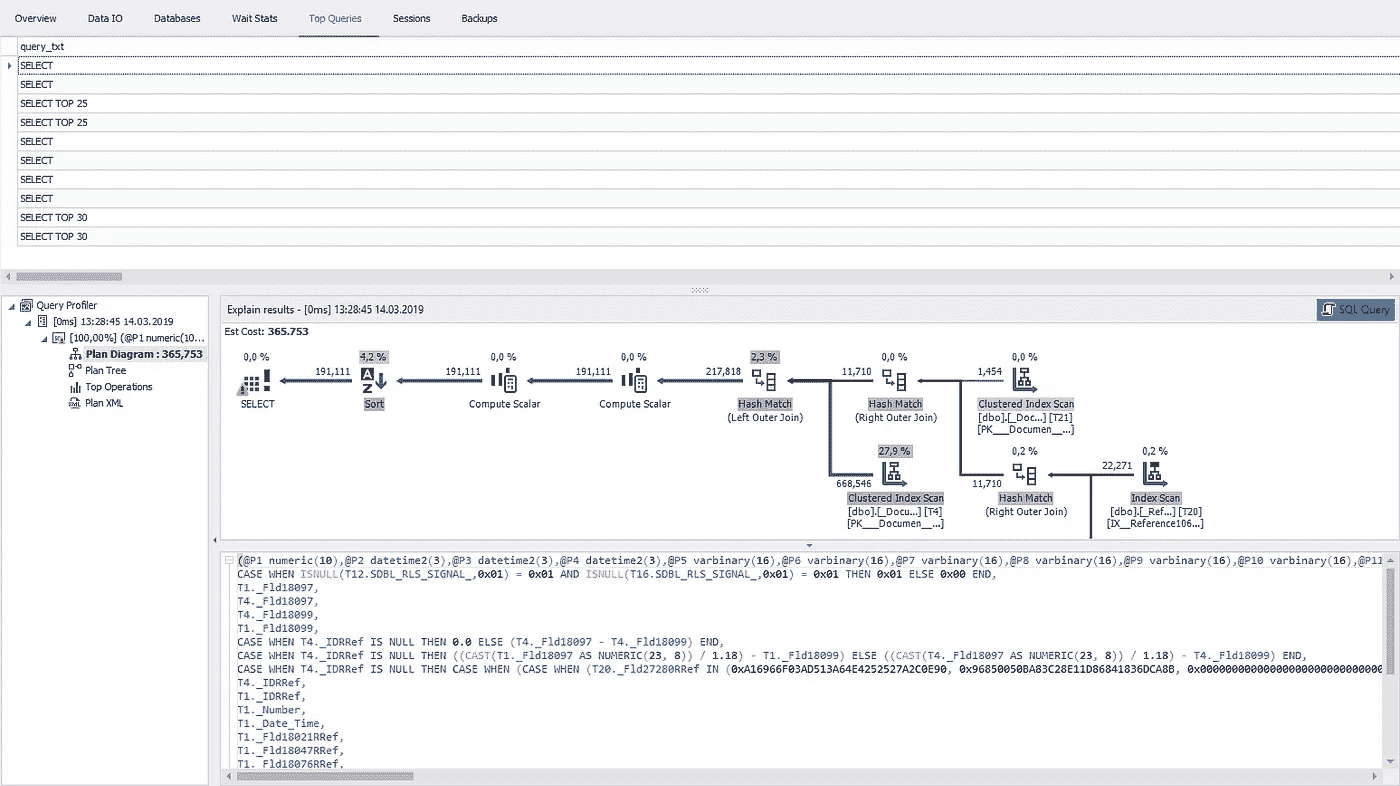 Overview Data IO Databases Wait Stats Top Queries Sessions Backups
query_txt
SELECT
SELECT
SELECT TOP 25
SELECT TOP 25
SELECT
SELECT
SELECT
SELECT
SELECT TOP 30
SELECT TOP 30
Query Profiler
[0ms] 13:28:45 14.03.2019
[100,00%] (@P1 numeric(10...
Plan Diagram : 365,753
Plan Tree
Top Operations
Plan XML
Explain results - [0ms] 13:28:45 14.03.2019
SQL Query
Est Cost: 365.753
0,0 % 4,2 % 0,0 % 0,0 % 2,3 % 0,0 % 0,0 %
191,111 191,111 191,111 217,818 11,710 1,454
SELECT Sort Compute Scalar Compute Scalar Hash Match Hash Match Clustered Index Scan
(Left Outer Join) (Right Outer Join) [dbo].[_Doc...] [T21]
[PK___Documen__...]
27,9 % 0,2 % 0,2 %
668,546 11,710 22,271
Clustered Index Scan Hash Match Index Scan
[dbo].[_Docu...] [T4] (Right Outer Join) [dbo].[_Ref...] [T20]
[PK___Documen__...] [IX__Reference106...]
(@P1 numeric(10),@P2 datetime2(3),@P3 datetime2(3),@P4 datetime2(3),@P5 varbinary(16),@P6 varbinary(16),@P7 varbinary(16),@P8 varbinary(16),@P9 varbinary(16),@P10 varbinary(16),@P11
CASE WHEN ISNULL(T12.SDBL_RLS_SIGNAL_,0x01) = 0x01 AND ISNULL(T16.SDBL_RLS_SIGNAL_,0x01) = 0x01 THEN 0x01 ELSE 0x00 END,
T1._Fld18097,
T4._Fld18097,
T4._Fld18099,
T1._Fld18099,
CASE WHEN T4._IDRRef IS NULL THEN 0.0 ELSE (T4._Fld18097 - T4._Fld18099) END,
CASE WHEN T4._IDRRef IS NULL THEN ((CAST(T1._Fld18097 AS NUMERIC(23, 8)) / 1.18) - T1._Fld18099) ELSE ((CAST(T4._Fld18097 AS NUMERIC(23, 8)) / 1.18) - T4._Fld18099) END,
CASE WHEN T4._IDRRef IS NULL THEN CASE WHEN (CASE WHEN (T20._Fld27280RRef IN (0xA16966F03AD513A64E4252527A2C0E90, 0x96850050BA83C28E11D86841836DCA8B, 0x000000000000000000000000000000
T4._IDRRef,
T1._IDRRef,
T1._Number,
T1._Date_Time,
T1._Fld18021RRef,
T1._Fld18047RRef,
T1._Fld18076RRef,